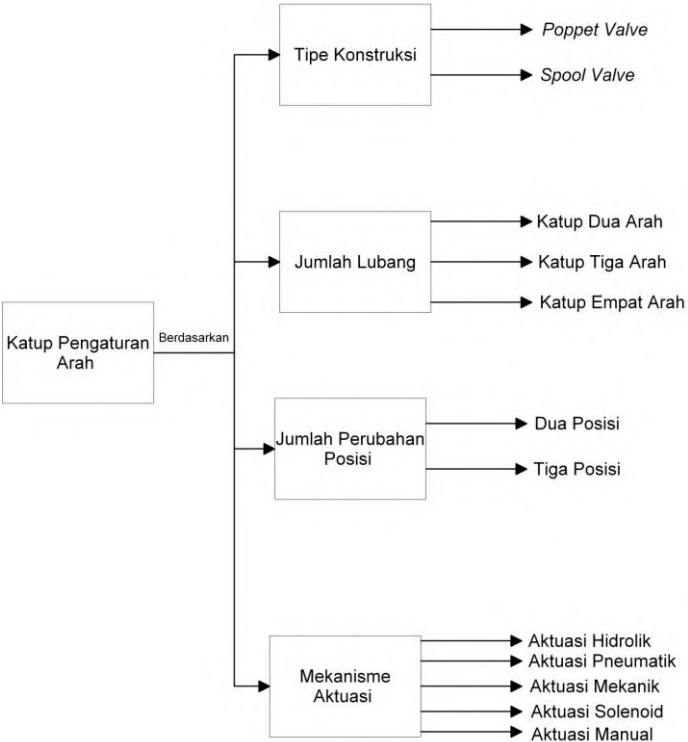 Katup Pengaturan
Arah
Berdasarkan
Tipe Konstruksi
Poppet Valve
Spool Valve
Jumlah Lubang
Katup Dua Arah
Katup Tiga Arah
Katup Empat Arah
Jumlah Perubahan
Posisi
Dua Posisi
Tiga Posisi
Mekanisme
Aktuasi
Aktuasi Hidrolik
Aktuasi Pneumatik
Aktuasi Mekanik
Aktuasi Solenoid
Aktuasi Manual